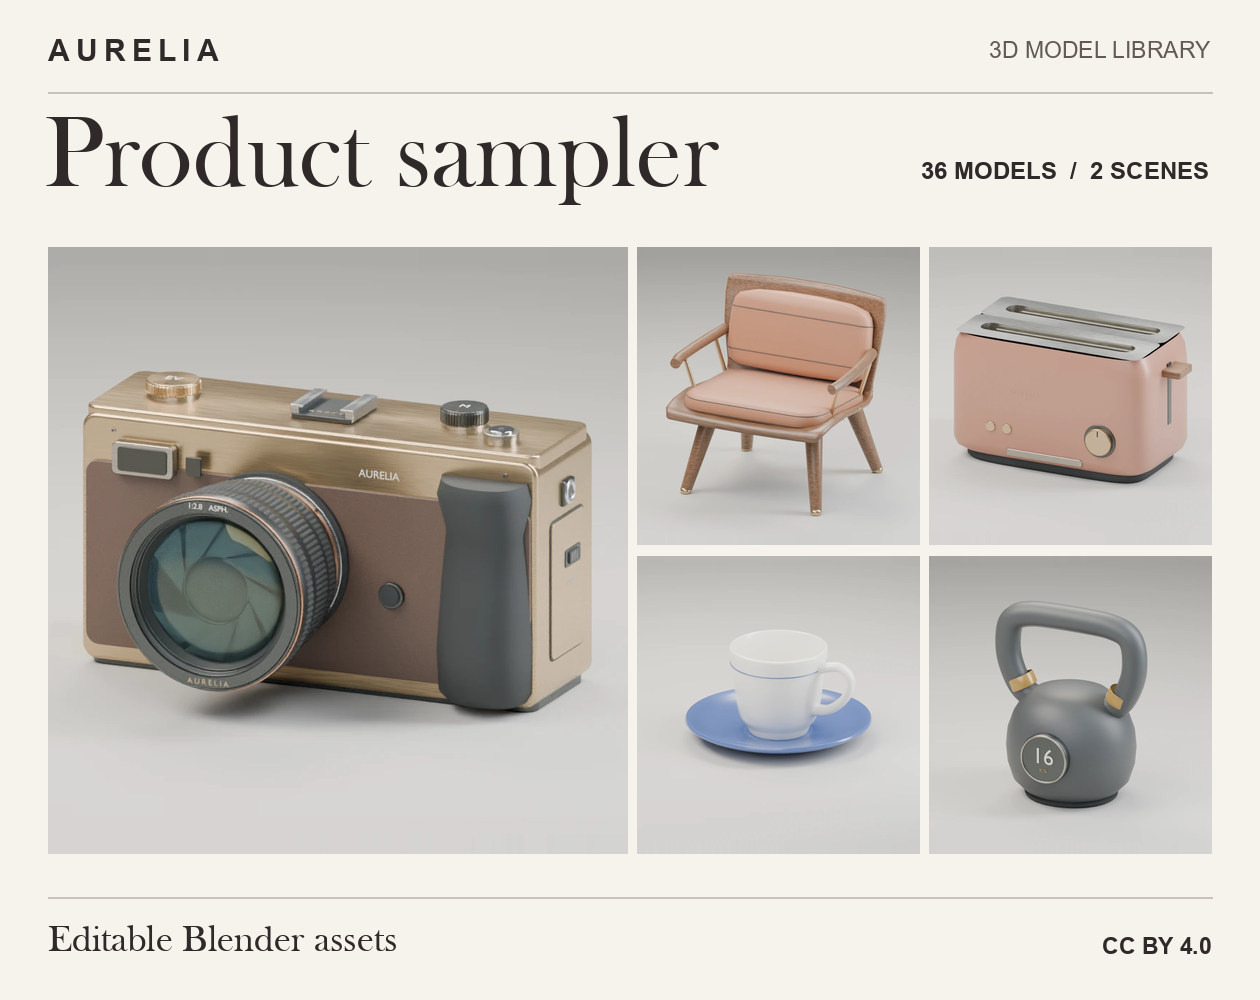 AURELIA
3D MODEL LIBRARY
Product sampler
36 MODELS / 2 SCENES
AURELIA
1:2.8 ASPH.
AURELIA
16
Editable Blender assets
CC BY 4.0